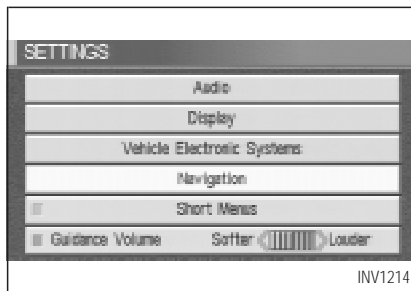 SETTINGS
Audio
Display
Vehicle Electronic Systems
Navigation
Short Menus
Guidance Volume Softer Louder
INV1214